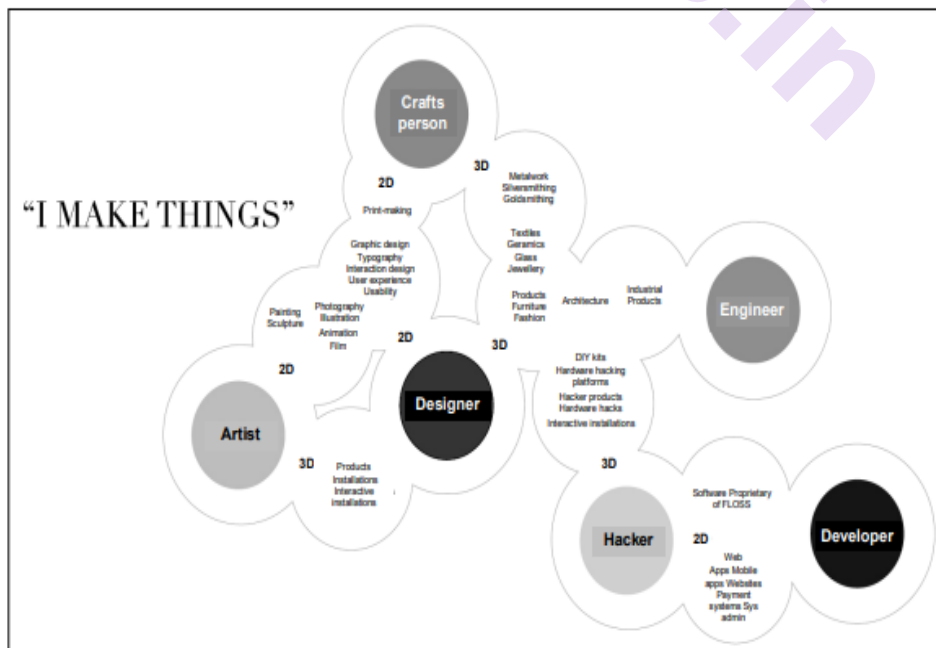 .in
Crafts
person
2D
3D
Metalwork
Silversmithing
Goldsmithing
"I MAKE THINGS"
Print-making
Textiles
Geramics
Glass
Jewellery
Graphic design
Typography
Interaction design
User experience
Usability
Painting
Sculpture
Photography
Illustration
Animation
Film
Products
Furniture
Fashion
Architecture
Industrial
Products
Engineer
2D
3D
2D
DIY kits
Hardware hacking
platforms
Hacker products
Hardware hacks
Interactive installations
Designer
Artist
3D
Products
Installations
Interactive
installations
3D
Software Proprietary
of FLOSS
Hacker
2D
Developer
Web
Apps Mobile
apps Websites
Payment
systems Sys
admin